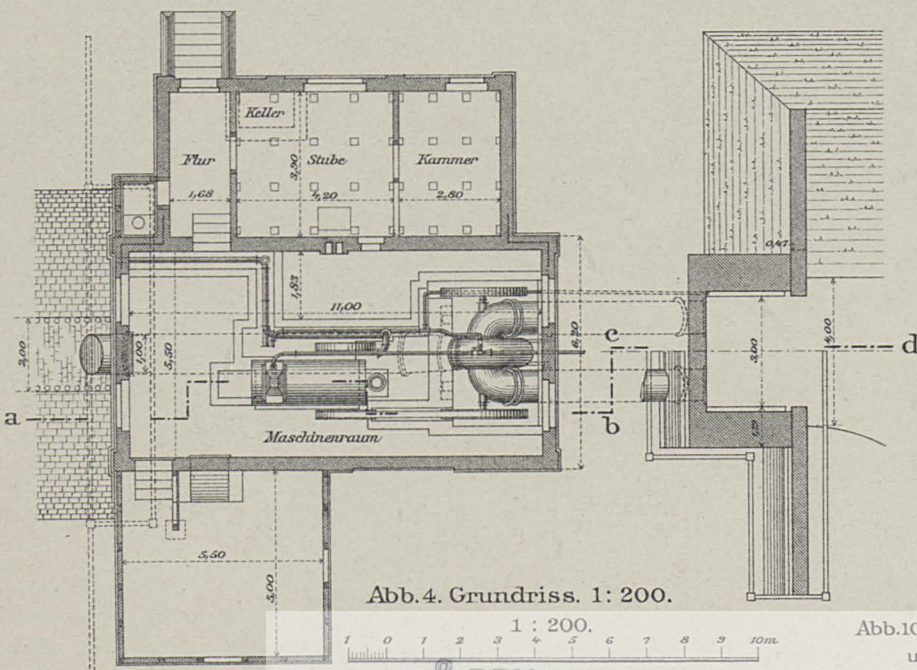 Keller
Flur
Stube
Kammer
3,90
1,68
4,20
2,80
0,47
1,83
11,00
6,20
2,00
1,00
5,50
c
3,00
4,00
d
a
b
Maschinenraum
5,50
5,00
Abb.4. Grundriss. 1:200.
1 : 200.
Abb.10
1 0 1 2 3 4 5 6 7 8 9 10m